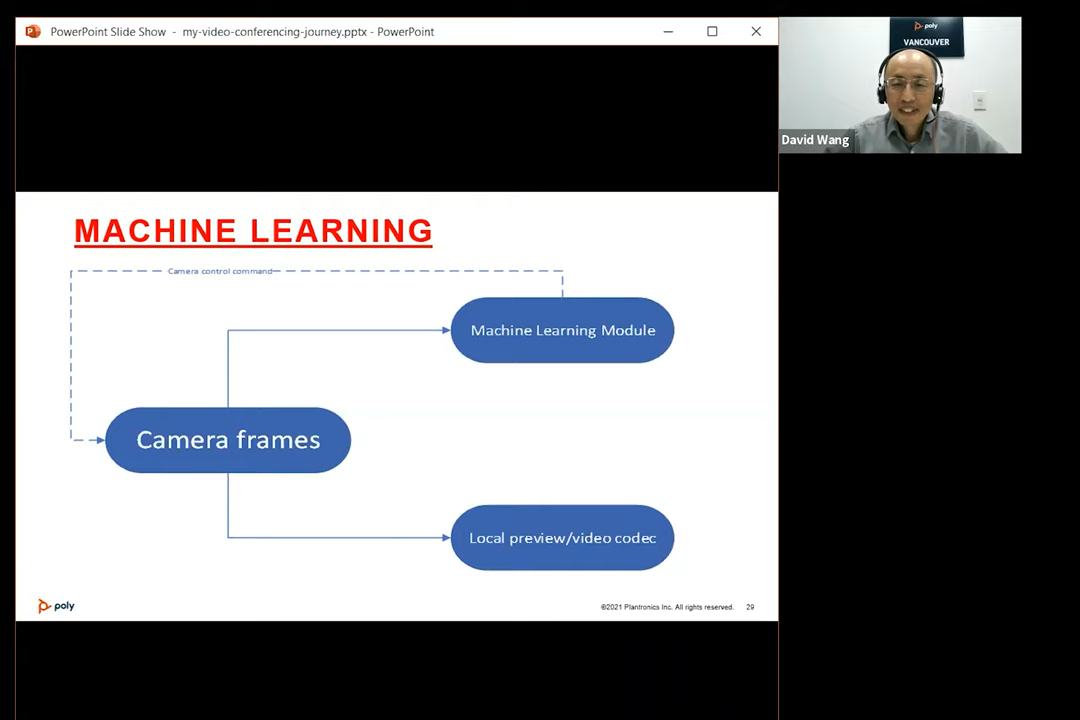 PowerPoint Slide Show - my-video-conferencing-journey.pptx - PowerPoint
poly
VANCOUVER
David Wang
MACHINE LEARNING
Camera control command
Machine Learning Module
Camera frames
Local preview/video codec
poly
©2021 Plantronics Inc. All rights reserved. 29